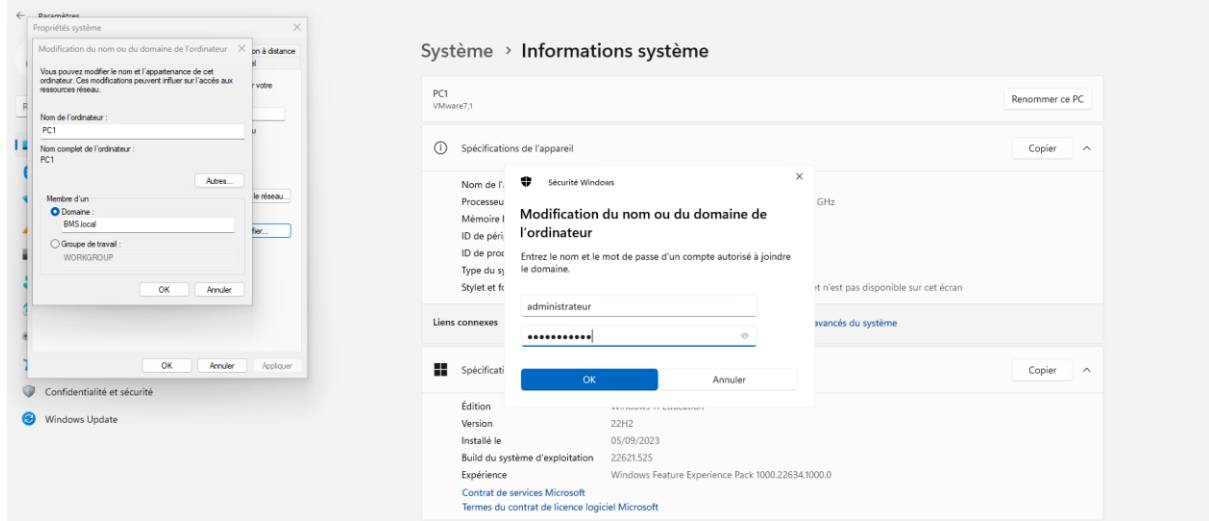 Paramètres
Propriétés système
Modification du nom ou du domaine de l'ordinateur
on à distance
Vous pouvez modifier le nom et l'appartenance de cet
ordinateur. Ces modifications peuvent influer sur l'accès aux
ressources réseau.
r votre
Nom de l'ordinateur :
PC1
Nom complet de l'ordinateur :
PC1
Autres...
le réseau...
Membre d'un
Domaine :
BMS.local
fier...
Groupe de travail :
WORKGROUP
OK
Annuler
OK
Annuler
Appliquer
Confidentialité et sécurité
Windows Update
Système > Informations système
PC1
VMware7,1
Renommer ce PC
Spécifications de l'appareil
Copier
Nom de l'
Processeu
GHz
Mémoire
ID de péri
ID de proc
Type du sy
Stylet et fo
et n'est pas disponible sur cet écran
Sécurité Windows
Modification du nom ou du domaine de
l'ordinateur
Entrez le nom et le mot de passe d'un compte autorisé à joindre
le domaine.
administrateur
OK
Annuler
Liens connexes
avancés du système
Spécificati
Copier
Édition
Version 22H2
Installé le 05/09/2023
Build du système d'exploitation 22621.525
Expérience Windows Feature Experience Pack 1000.22634.1000.0
Contrat de services Microsoft
Termes du contrat de licence logiciel Microsoft